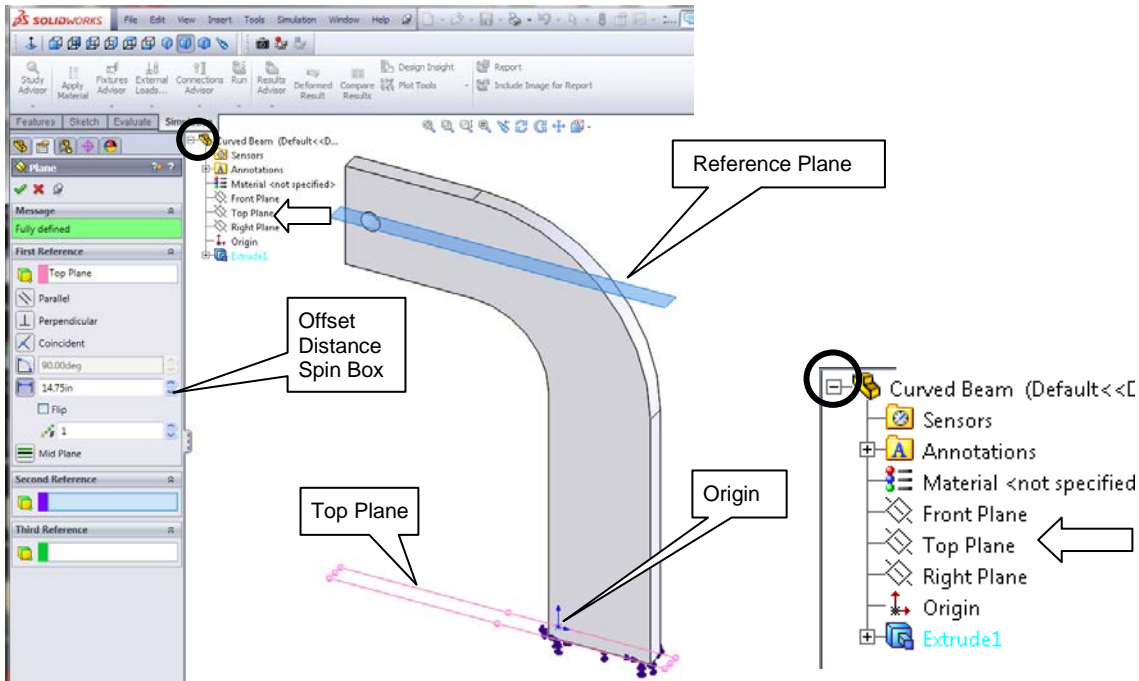 SOLIDWORKS File Edit View Insert Tools Simulation Window Help
Study Advisor
Apply Material
Fixtures Advisor
External Loads...
Connections Advisor
Run
Results Advisor
Deformed Result
Compare Results
Design Insight
Plot Tools
Report
Include Image for Report
Features Sketch Evaluate Sim
Plane
Message
Fully defined
First Reference
Top Plane
Parallel
Perpendicular
Coincident
90.00deg
14.75in
Flip
1
Mid Plane
Second Reference
Third Reference
Curved Beam (Default<<D...
Sensors
Annotations
Material <not specified>
Front Plane
Top Plane
Right Plane
Origin
Extrude1
Reference Plane
Offset
Distance
Spin Box
Top Plane
Origin
Curved Beam (Default<<D
Sensors
A Annotations
Material <not specified
Front Plane
Top Plane
Right Plane
Origin
Extrude1